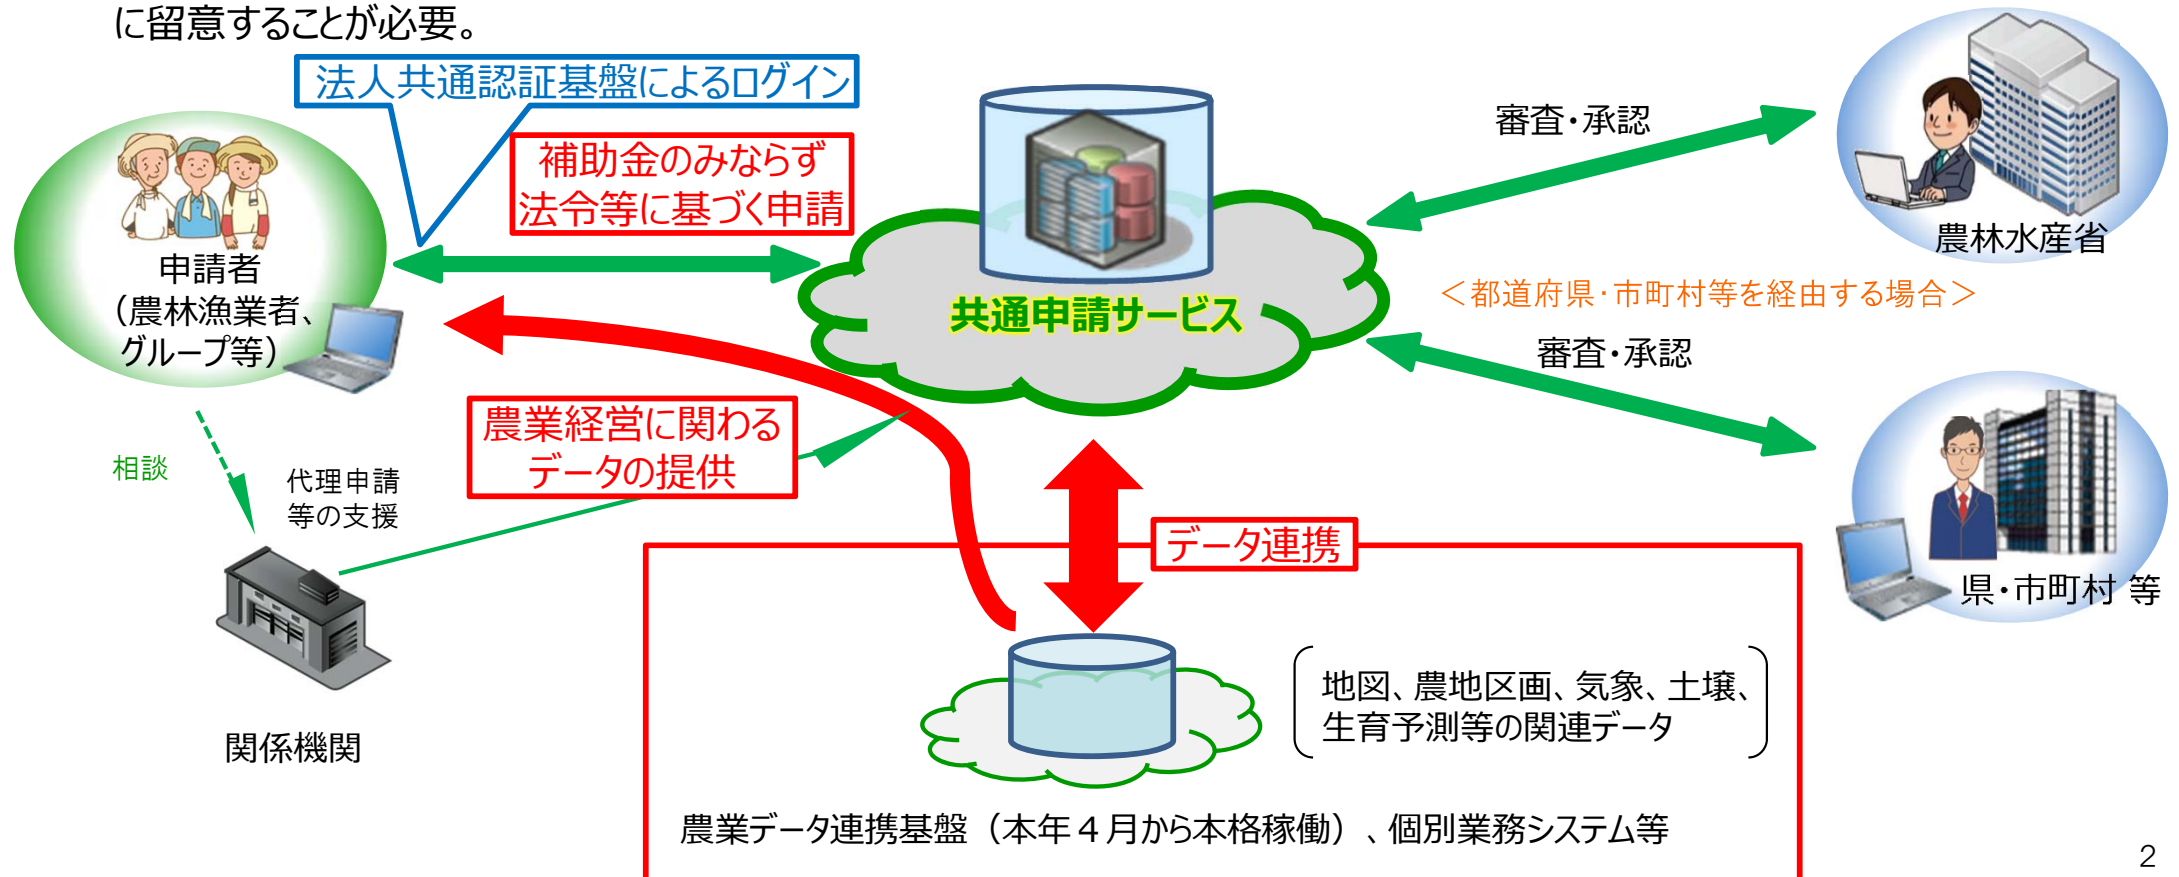 に留意することが必要。
法人共通認証基盤によるログイン
補助金のみならず
法令等に基づく申請
審査・承認
農林水産省
申請者
（農林漁業者、
グループ等）
共通申請サービス
＜都道府県・市町村等を経由する場合＞
審査・承認
農業経営に関わる
データの提供
相談
代理申請
等の支援
データ連携
県・市町村 等
関係機関
地図、農地区画、気象、土壌、
生育予測等の関連データ
農業データ連携基盤（本年４月から本格稼働）、個別業務システム等
2